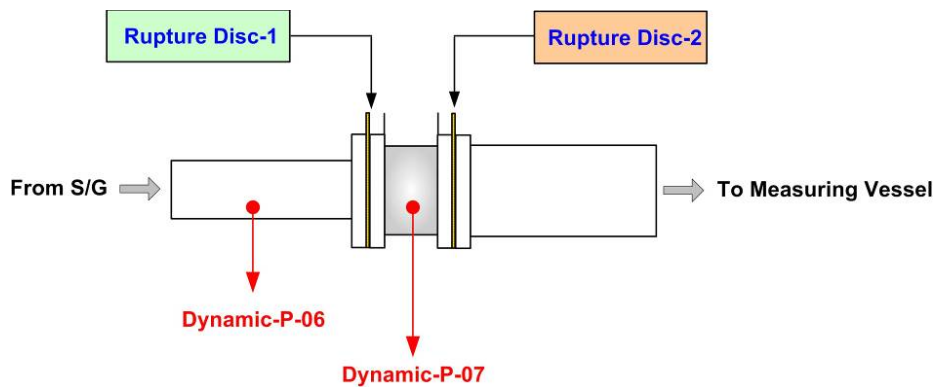 Rupture Disc-1
Rupture Disc-2
From S/G
To Measuring Vessel
Dynamic-P-06
Dynamic-P-07